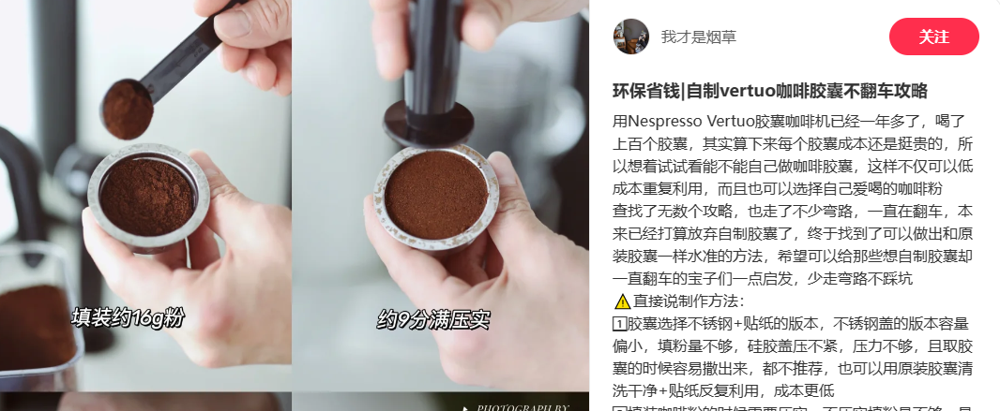 填装约16g粉
约9分满压实
PHOTOGRAPH BY
我才是烟草
关注
环保省钱|自制vertuo咖啡胶囊不翻车攻略
用Nespresso Vertuo胶囊咖啡机已经一年多了，喝了
上百个胶囊，其实算下来每个胶囊成本还是挺贵的，所
以想着试试看能不能自己做咖啡胶囊，这样不仅可以低
成本重复利用，而且也可以选择自己爱喝的咖啡粉
查找了无数个攻略，也走了不少弯路，一直在翻车，本
来已经打算放弃自制胶囊了，终于找到了可以做出和原
装胶囊一样水准的方法，希望可以给那些想自制胶囊却
一直翻车的宝子们一点启发，少走弯路不踩坑
⚠️直接说制作方法：
1️⃣胶囊选择不锈钢+贴纸的版本，不锈钢盖的版本容量
偏小，填粉量不够，硅胶盖压不紧，压力不够，且取胶
囊的时候容易撒出来，都不推荐，也可以用原装胶囊清
洗干净+贴纸反复利用，成本更低